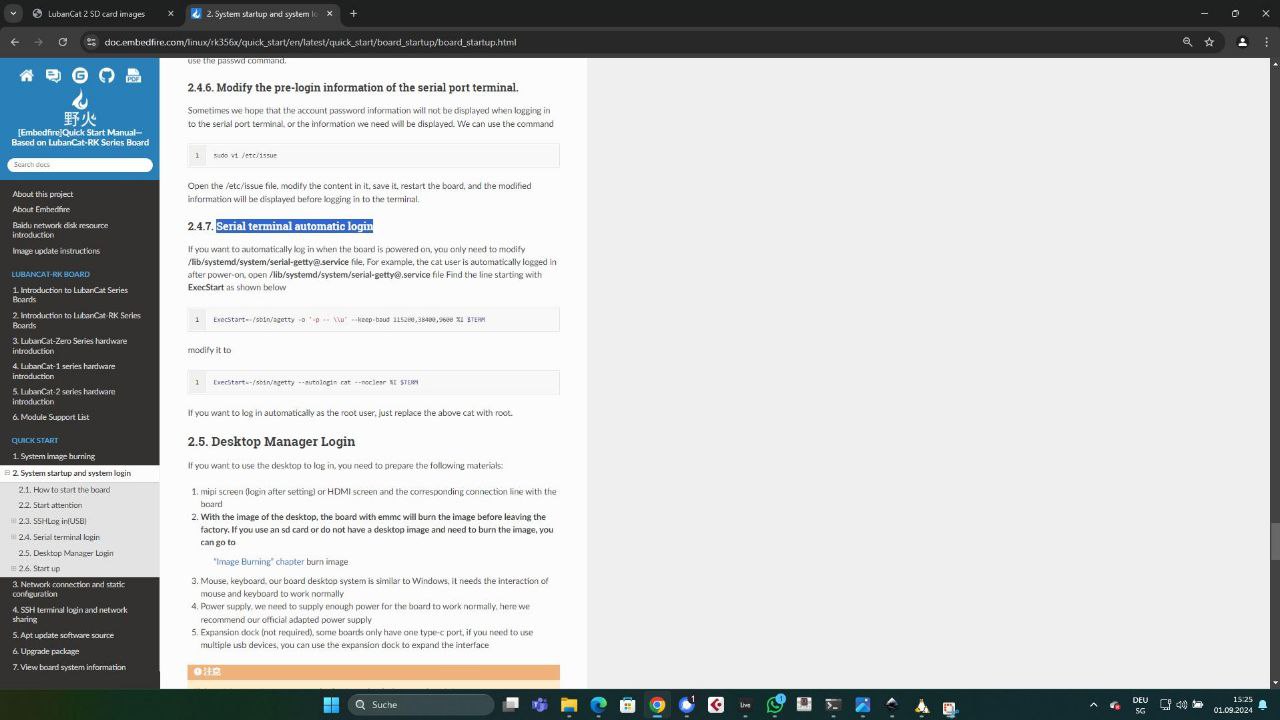 LubanCat 2 SD card images
2. System startup and system lo
doc.embedfire.com/linux/rk356x/quick_start/en/latest/quick_start/board_startup/board_startup.html
PDF
野火
[Embedfire]Quick Start Manual—
Based on LubanCat-RK Series Board
Search docs
About this project
About Embedfire
Baidu network disk resource
introduction
Image update instructions
LUBANCAT-RK BOARD
1. Introduction to LubanCat Series
Boards
2. Introduction to LubanCat-RK Series
Boards
3. LubanCat-Zero Series hardware
introduction
4. LubanCat-1 series hardware
introduction
5. LubanCat-2 series hardware
introduction
6. Module Support List
QUICK START
1. System image burning
2. System startup and system login
2.1. How to start the board
2.2. Start attention
2.3. SSHLog in(USB)
2.4. Serial terminal login
2.5. Desktop Manager Login
2.6. Start up
3. Network connection and static
configuration
4. SSH terminal login and network
sharing
5. Apt update software source
6. Upgrade package
7. View board system information
use the passwd command.
2.4.6. Modify the pre-login information of the serial port terminal.
Sometimes we hope that the account password information will not be displayed when logging in
to the serial port terminal, or the information we need will be displayed. We can use the command
1 sudo vi /etc/issue
Open the /etc/issue file, modify the content in it, save it, restart the board, and the modified
information will be displayed before logging in to the terminal.
2.4.7. Serial terminal automatic login
If you want to automatically log in when the board is powered on, you only need to modify
/lib/systemd/system/serial-getty@.service file, For example, the cat user is automatically logged in
after power-on, open /lib/systemd/system/serial-getty@.service file Find the line starting with
ExecStart as shown below
1 ExecStart=-/sbin/agetty -o '-p -- \\u' --keep-baud 115200,38400,9600 %I $TERM
modify it to
1 ExecStart=-/sbin/agetty --autologin cat --noclear %I $TERM
If you want to log in automatically as the root user, just replace the above cat with root.
2.5. Desktop Manager Login
If you want to use the desktop to log in, you need to prepare the following materials:
1. mipi screen (login after setting) or HDMI screen and the corresponding connection line with the
board
2. With the image of the desktop, the board with emmc will burn the image before leaving the
factory. If you use an sd card or do not have a desktop image and need to burn the image, you
can go to
"Image Burning" chapter burn image
3. Mouse, keyboard, our board desktop system is similar to Windows, it needs the interaction of
mouse and keyboard to work normally
4. Power supply, we need to supply enough power for the board to work normally, here we
recommend our official adapted power supply
5. Expansion dock (not required), some boards only have one type-c port, if you need to use
multiple usb devices, you can use the expansion dock to expand the interface
注意
Suche
Live
DEU
SG
15:25
01.09.2024